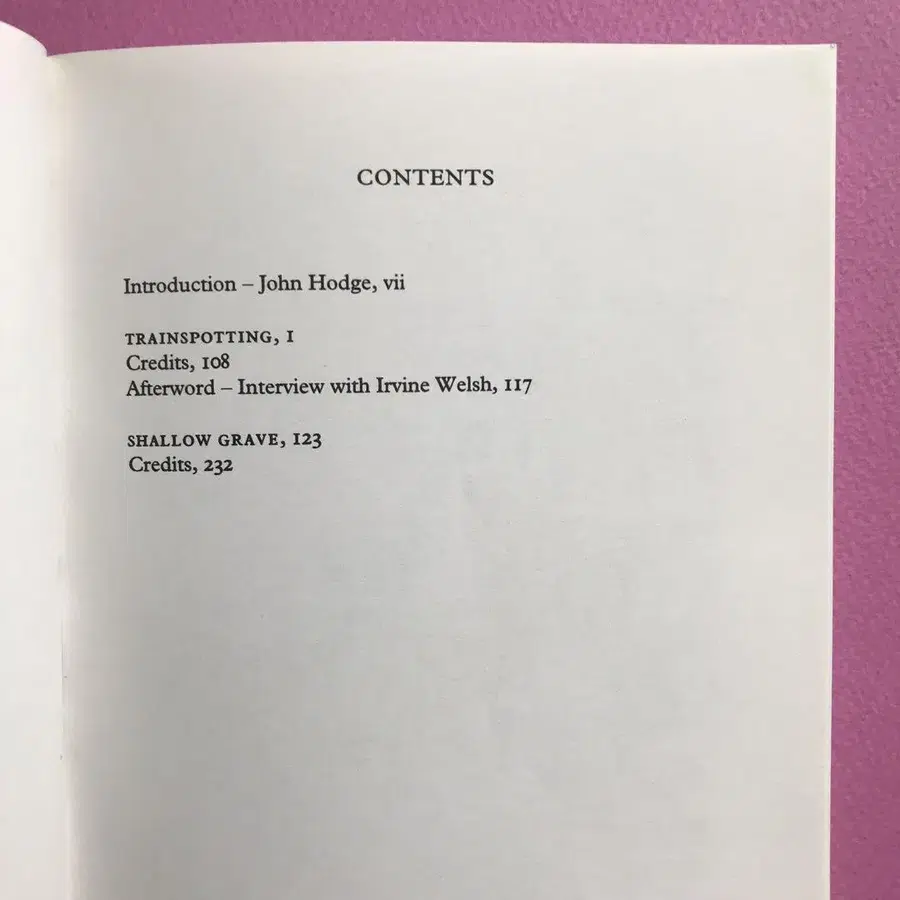 CONTENTS
Introduction – John Hodge, vii
TRAINSPOTTING, 1
Credits, 108
Afterword – Interview with Irvine Welsh, 117
SHALLOW GRAVE, 123
Credits, 232